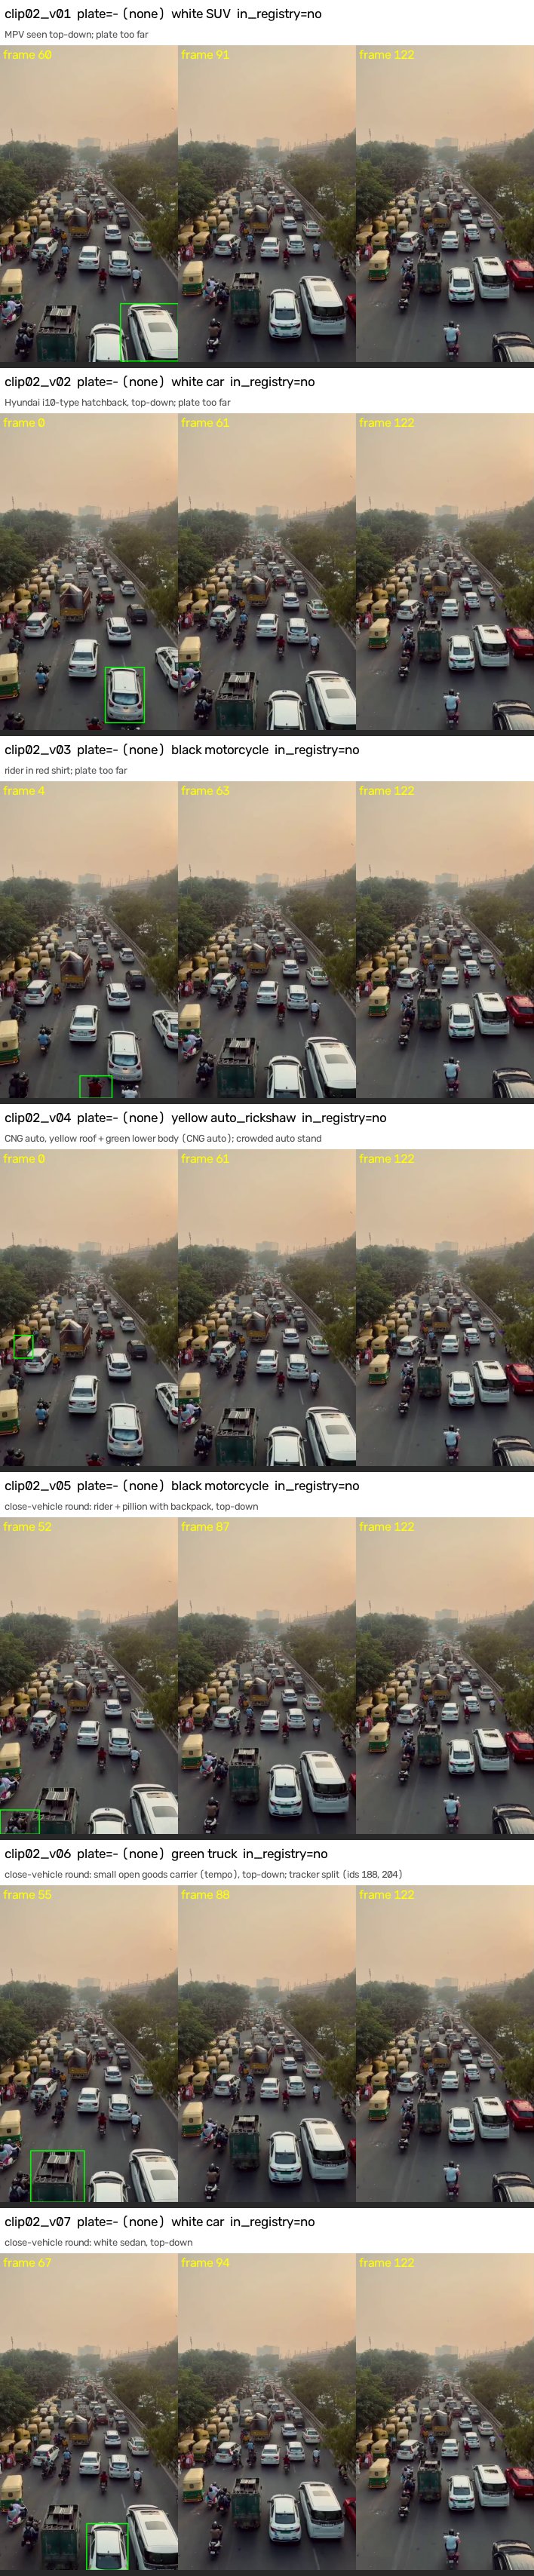 clip02_v01 plate=- (none) white SUV in_registry=no
MPV seen top-down; plate too far
frame 60 frame 91 frame 122
clip02_v02 plate=- (none) white car in_registry=no
Hyundai i10-type hatchback, top-down; plate too far
frame 0 frame 61 frame 122
clip02_v03 plate=- (none) black motorcycle in_registry=no
rider in red shirt; plate too far
frame 4 frame 63 frame 122
clip02_v04 plate=- (none) yellow auto_rickshaw in_registry=no
CNG auto, yellow roof + green lower body (CNG auto); crowded auto stand
frame 0 frame 61 frame 122
clip02_v05 plate=- (none) black motorcycle in_registry=no
close-vehicle round: rider + pillion with backpack, top-down
frame 52 frame 87 frame 122
clip02_v06 plate=- (none) green truck in_registry=no
close-vehicle round: small open goods carrier (tempo), top-down; tracker split (ids 188, 204)
frame 55 frame 88 frame 122
clip02_v07 plate=- (none) white car in_registry=no
close-vehicle round: white sedan, top-down
frame 67 frame 94 frame 122